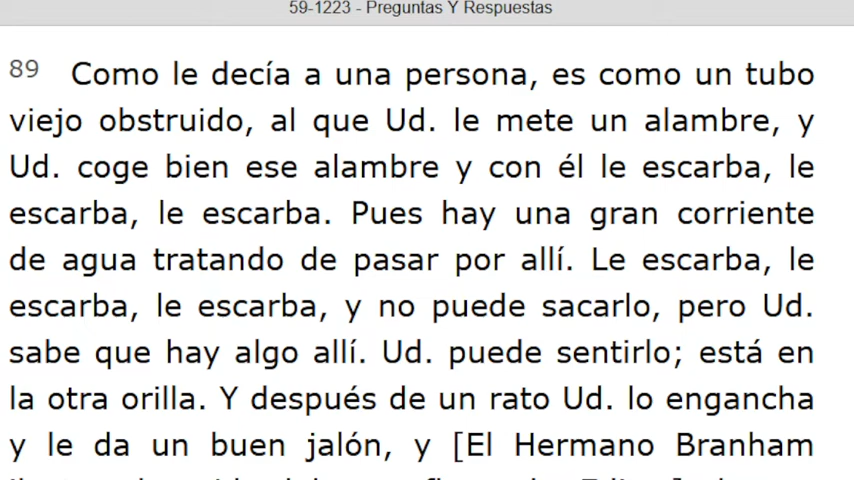 59-1223 - Preguntas Y Respuestas
89 Como le decía a una persona, es como un tubo
viejo obstruido, al que Ud. le mete un alambre, y
Ud. coge bien ese alambre y con él le escarba, le
escarba, le escarba. Pues hay una gran corriente
de agua tratando de pasar por allí. Le escarba, le
escarba, le escarba, y no puede sacarlo, pero Ud.
sabe que hay algo allí. Ud. puede sentirlo; está en
la otra orilla. Y después de un rato Ud. lo engancha
y le da un buen jalón, y [El Hermano Branham